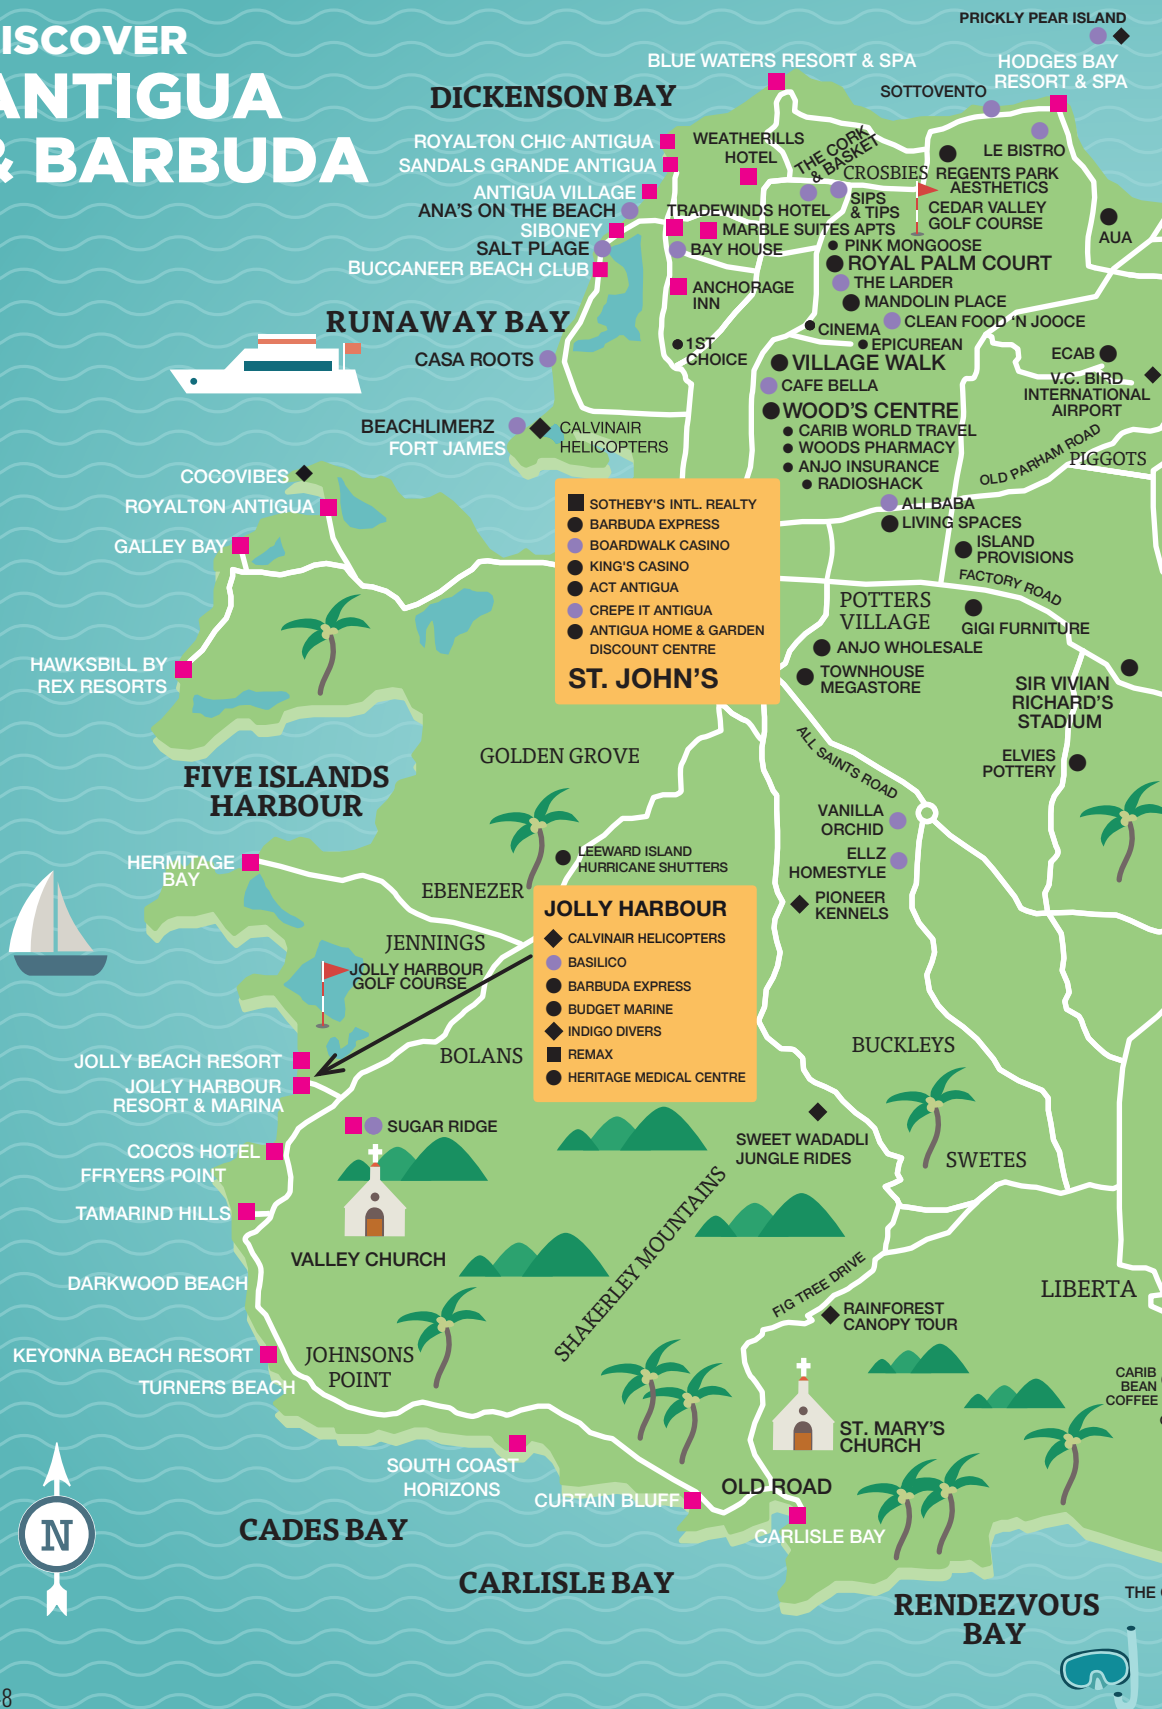 ISCOVER
ANTIGUA
& BARBUDA
PRICKLY PEAR ISLAND
BLUE WATERS RESORT & SPA
HODGES BAY
RESORT & SPA
SOTTOVENTO
DICKENSON BAY
ROYALTON CHIC ANTIGUA
SANDALS GRANDE ANTIGUA
ANTIGUA VILLAGE
ANA'S ON THE BEACH
SIBONEY
SALT PLAGE
BUCCANEER BEACH CLUB
WEATHERILLS
HOTEL
THE CORK
& BASKET
CROSBIES
LE BISTRO
REGENTS PARK
AESTHETICS
SIPS
& TIPS
CEDAR VALLEY
GOLF COURSE
AUA
TRADEWINDS HOTEL
MARBLE SUITES APTS
BAY HOUSE
PINK MONGOOSE
ROYAL PALM COURT
THE LARDER
ANCHORAGE
INN
MANDOLIN PLACE
CLEAN FOOD 'N JOOCE
CINEMA
EPICUREAN
RUNAWAY BAY
CASA ROOTS
1ST
CHOICE
VILLAGE WALK
CAFE BELLA
ECAB
V.C. BIRD
INTERNATIONAL
AIRPORT
WOOD'S CENTRE
CARIB WORLD TRAVEL
WOODS PHARMACY
ANJO INSURANCE
RADIOSHACK
OLD PARHAM ROAD
PIGGOTS
BEACHLIMERZ
FORT JAMES
CALVINAIR
HELICOPTERS
COCOVIBES
ROYALTON ANTIGUA
GALLEY BAY
ALI BABA
LIVING SPACES
ISLAND
PROVISIONS
FACTORY ROAD
SOTHEBY'S INTL. REALTY
BARBUDA EXPRESS
BOARDWALK CASINO
KING'S CASINO
ACT ANTIGUA
CREPE IT ANTIGUA
ANTIGUA HOME & GARDEN
DISCOUNT CENTRE
ST. JOHN'S
POTTERS
VILLAGE
GIGI FURNITURE
ANJO WHOLESALE
TOWNHOUSE
MEGASTORE
HAWKSBILL BY
REX RESORTS
SIR VIVIAN
RICHARD'S
STADIUM
ALL SAINTS ROAD
ELVIES
POTTERY
GOLDEN GROVE
FIVE ISLANDS
HARBOUR
VANILLA
ORCHID
ELLZ
HOMESTYLE
LEEWARD ISLAND
HURRICANE SHUTTERS
HERMITAGE
BAY
EBENEZER
PIONEER
KENNELS
JOLLY HARBOUR
CALVINAIR HELICOPTERS
BASILICO
BARBUDA EXPRESS
BUDGET MARINE
INDIGO DIVERS
REMAX
HERITAGE MEDICAL CENTRE
JENNINGS
JOLLY HARBOUR
GOLF COURSE
BOLANS
BUCKLEYS
JOLLY BEACH RESORT
JOLLY HARBOUR
RESORT & MARINA
SUGAR RIDGE
COCOS HOTEL
FFRYERS POINT
SWEET WADADLI
JUNGLE RIDES
SWETES
TAMARIND HILLS
VALLEY CHURCH
SHAKERLEY MOUNTAINS
DARKWOOD BEACH
FIG TREE DRIVE
LIBERTA
RAINFOREST
CANOPY TOUR
KEYONNA BEACH RESORT
JOHNSONS
POINT
TURNERS BEACH
CARIB
BEAN
COFFEE
ST. MARY'S
CHURCH
SOUTH COAST
HORIZONS
CURTAIN BLUFF
OLD ROAD
CARLISLE BAY
N
CADES BAY
CARLISLE BAY
RENDEZVOUS
BAY
THE
8